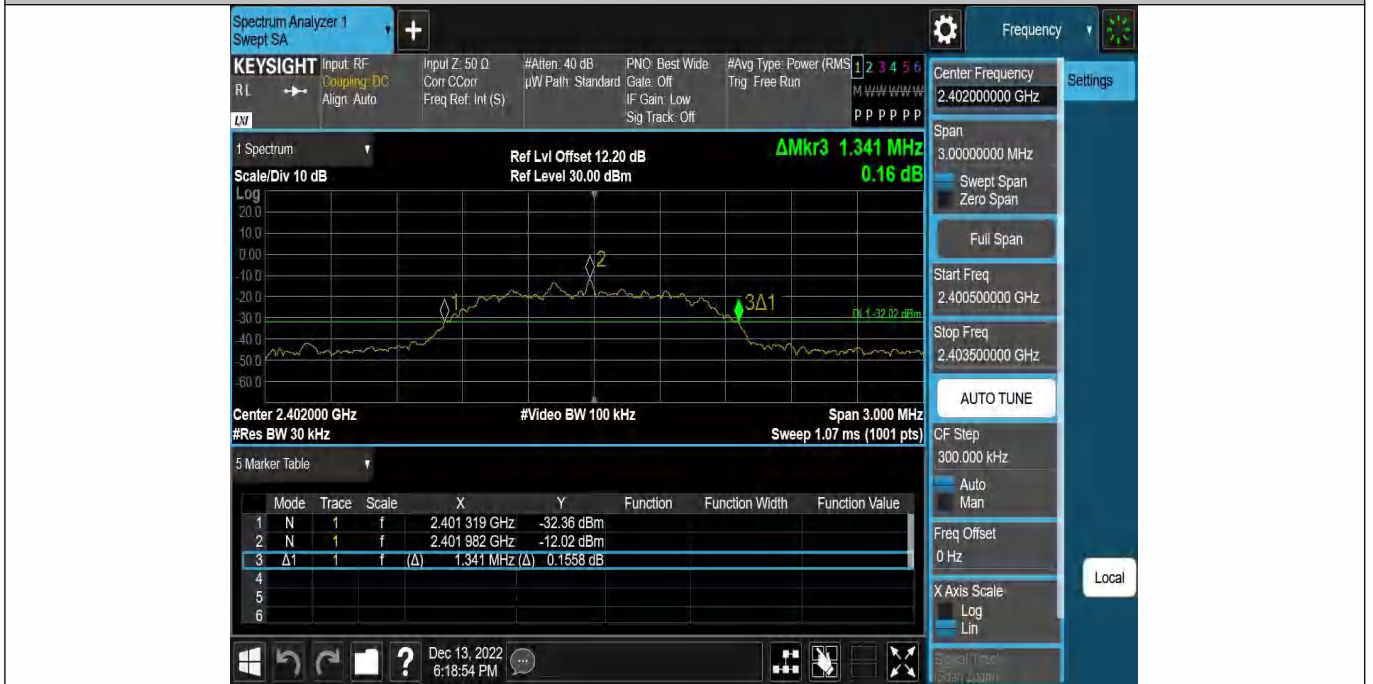 Spectrum Analyzer 1
Swept SA
+
Frequency
KEYSIGHT
RL
LXI
Input: RF
Coupling: DC
Align: Auto
Input Z: 50 Ω
Corr CCorr
Freq Ref: Int (S)
#Atten: 40 dB
µW Path: Standard
PNO: Best Wide
Gate: Off
IF Gain: Low
Sig Track: Off
#Avg Type: Power (RMS
Trig: Free Run
1 2 3 4 5 6
M W W W W W
P P P P P P
Center Frequency
2.402000000 GHz
Settings
1 Spectrum
Scale/Div 10 dB
Ref Lvl Offset 12.20 dB
Ref Level 30.00 dBm
ΔMkr3 1.341 MHz
0.16 dB
Span
3.00000000 MHz
Swept Span
Zero Span
Full Span
Start Freq
2.400500000 GHz
Stop Freq
2.403500000 GHz
AUTO TUNE
CF Step
300.000 kHz
Auto
Man
Freq Offset
0 Hz
X Axis Scale
Log
Lin
Signal Track
(Span Zoom)
Local
Log
20.0
10.0
0.00
-10.0
-20.0
-30.0
-40.0
-50.0
-60.0
1
2
3Δ1
DL1 -32.02 dBm
Center 2.402000 GHz
#Video BW 100 kHz
Span 3.000 MHz
#Res BW 30 kHz
Sweep 1.07 ms (1001 pts)
5 Marker Table
Mode Trace Scale X Y Function Function Width Function Value
1 N 1 f 2.401 319 GHz -32.36 dBm
2 N 1 f 2.401 982 GHz -12.02 dBm
3 Δ1 1 f (Δ) 1.341 MHz (Δ) 0.1558 dB
4
5
6
?
Dec 13, 2022
6:18:54 PM